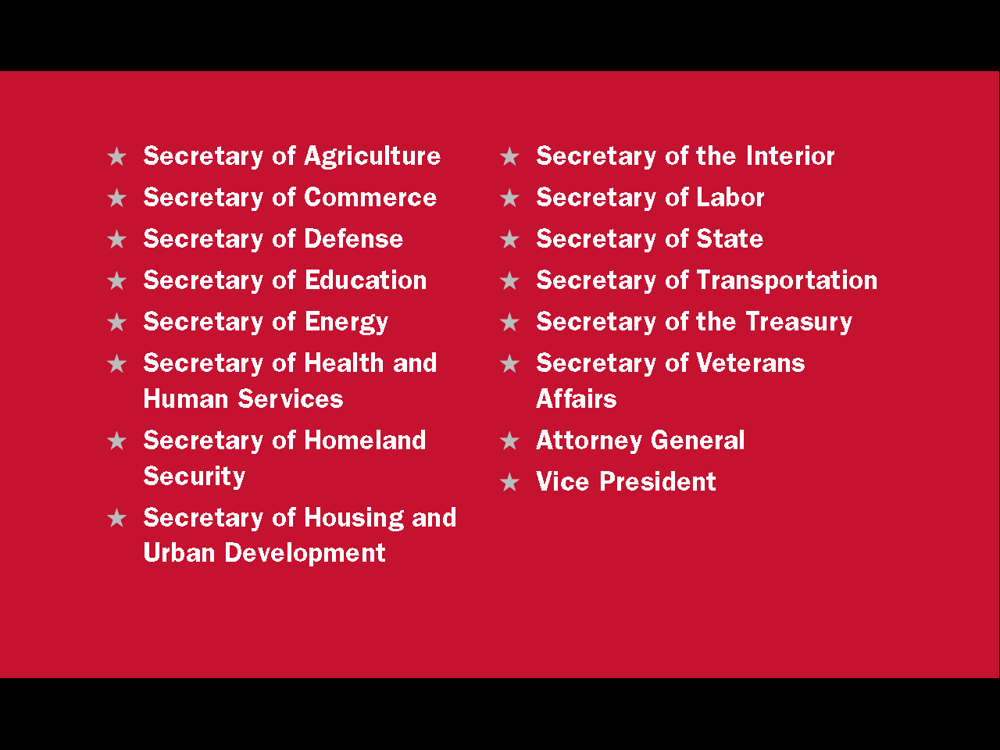 ★ Secretary of Agriculture
★ Secretary of Commerce
★ Secretary of Defense
★ Secretary of Education
★ Secretary of Energy
★ Secretary of Health and
Human Services
★ Secretary of Homeland
Security
★ Secretary of Housing and
Urban Development
★ Secretary of the Interior
★ Secretary of Labor
★ Secretary of State
★ Secretary of Transportation
★ Secretary of the Treasury
★ Secretary of Veterans
Affairs
★ Attorney General
★ Vice President